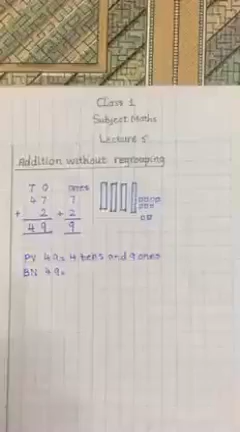 Class 1
Subject Maths
Lecture 5
Addition without regrouping
T O ones
4 7 7
+ 2 + 2
4 9 9
PV 49= 4 tens and 9 ones
BN 49=